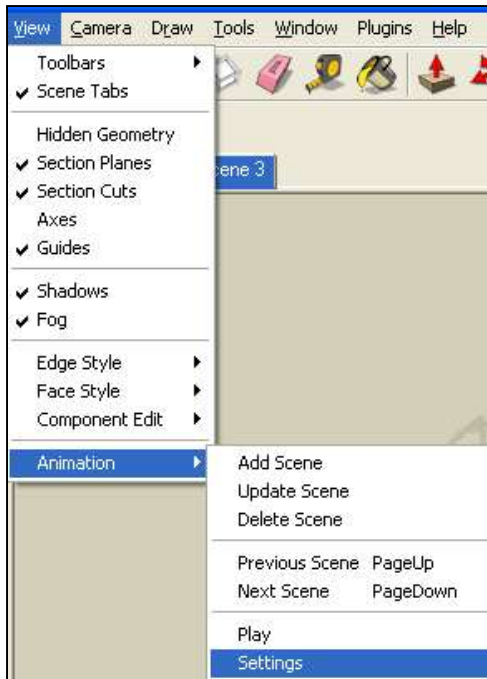 View Camera Draw Tools Window Plugins Help
Toolbars
Scene Tabs
Hidden Geometry
Section Planes
Section Cuts
cene 3
Axes
Guides
Shadows
Fog
Edge Style
Face Style
Component Edit
Animation
Add Scene
Update Scene
Delete Scene
Previous Scene PageUp
Next Scene PageDown
Play
Settings